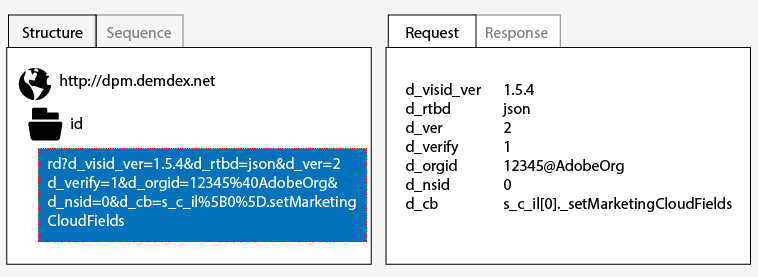 Structure
Sequence
http://dpm.demdex.net
id
rd?d_visid_ver=1.5.4&d_rtbd=json&d_ver=2
d_verify=1&d_orgid=12345%40AdobeOrg&
d_nsid=0&d_cb=s_c_il%5B0%5D.setMarketing
CloudFields
Request
Response
d_visid_ver 1.5.4
d_rtbd json
d_ver 2
d_verify 1
d_orgid 12345@AdobeOrg
d_nsid 0
d_cb s_c_il[0]._setMarketingCloudFields